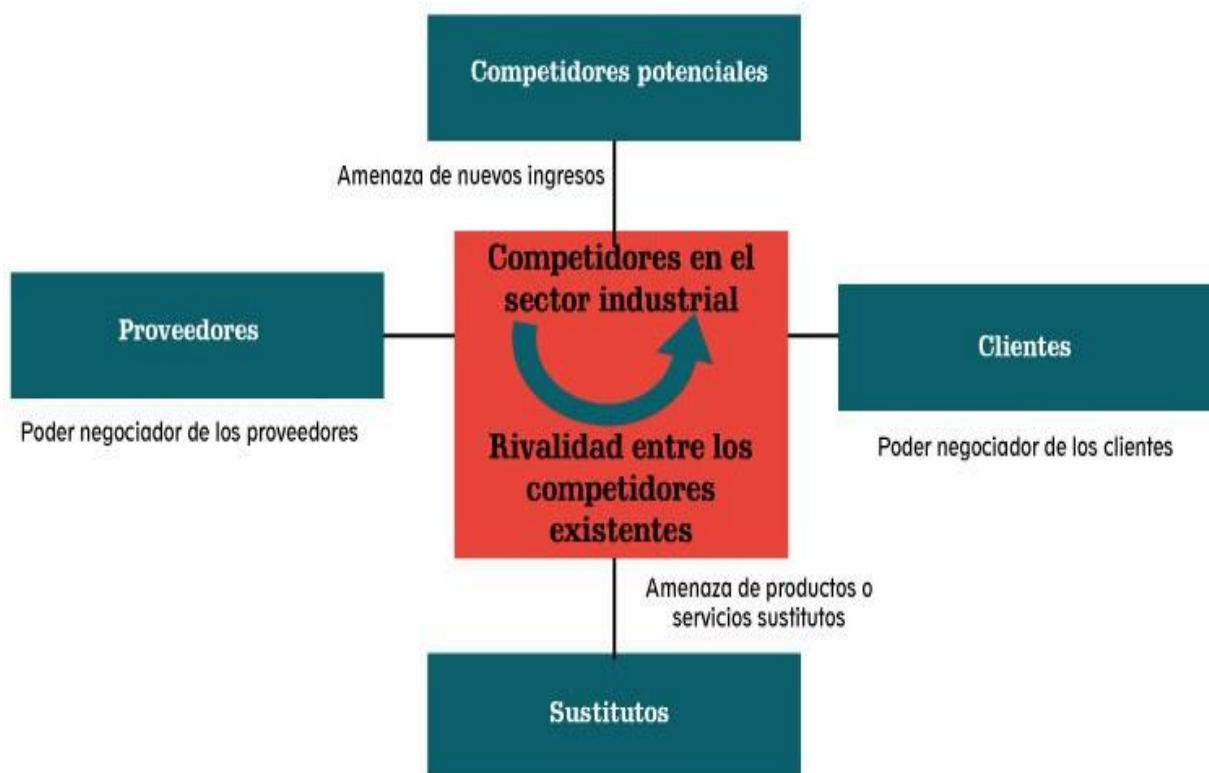 Competidores potenciales
Amenaza de nuevos ingresos
Competidores en el
sector industrial
Proveedores
Clientes
Poder negociador de los proveedores
Rivalidad entre los
competidores
existentes
Poder negociador de los clientes
Amenaza de productos o
servicios sustitutos
Sustitutos